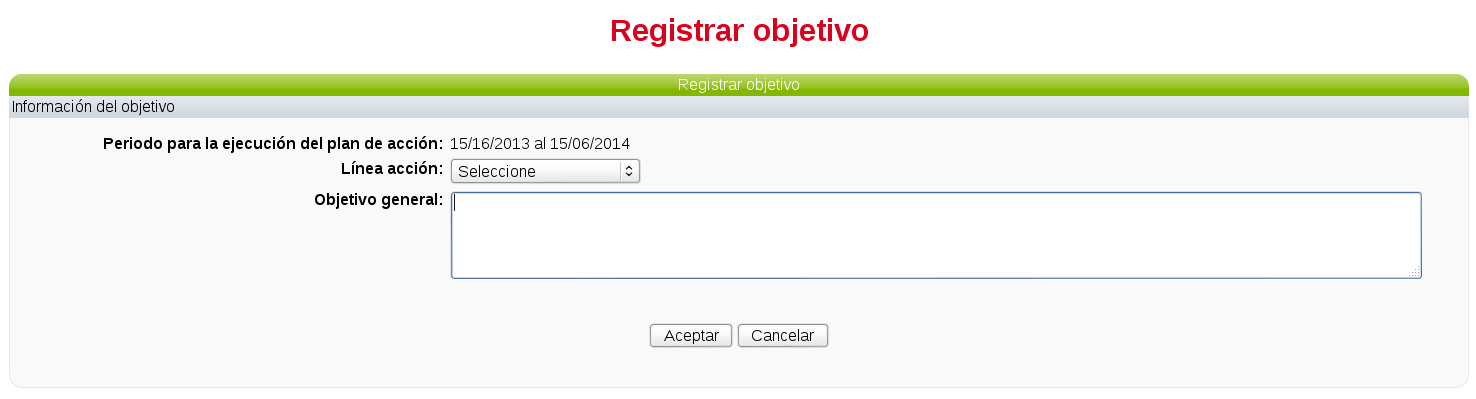 Registrar objetivo
Registrar objetivo
Información del objetivo
Periodo para la ejecución del plan de acción: 15/16/2013 al 15/06/2014
Línea acción: Seleccione
Objetivo general:
Aceptar Cancelar